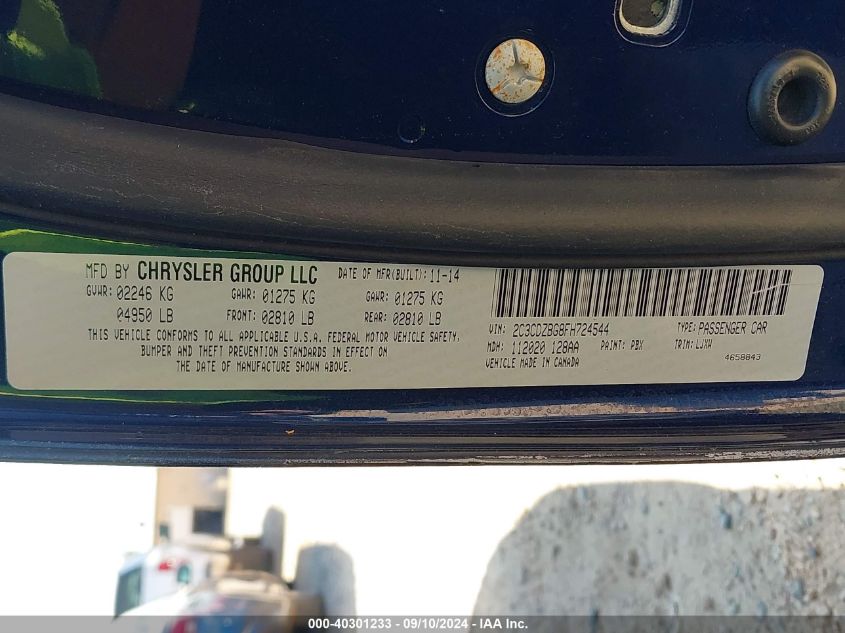 MFD BY CHRYSLER GROUP LLC
DATE OF MFR(BUILT): 11-14
GVWR: 02246 KG GAWR: 01275 KG GAWR: 01275 KG
04950 LB FRONT: 02810 LB REAR: 02810 LB
THIS VEHICLE CONFORMS TO ALL APPLICABLE U.S.A. FEDERAL MOTOR VEHICLE SAFETY,
BUMPER AND THEFT PREVENTION STANDARDS IN EFFECT ON
THE DATE OF MANUFACTURE SHOWN ABOVE.
VIN: 2C3CDZBG8FH724544 TYPE: PASSENGER CAR
MDH: 112020 128AA PAINT: PBX TRIM: LJXW
VEHICLE MADE IN CANADA 4658843
000-40301233 - 09/10/2024 - IAA Inc.